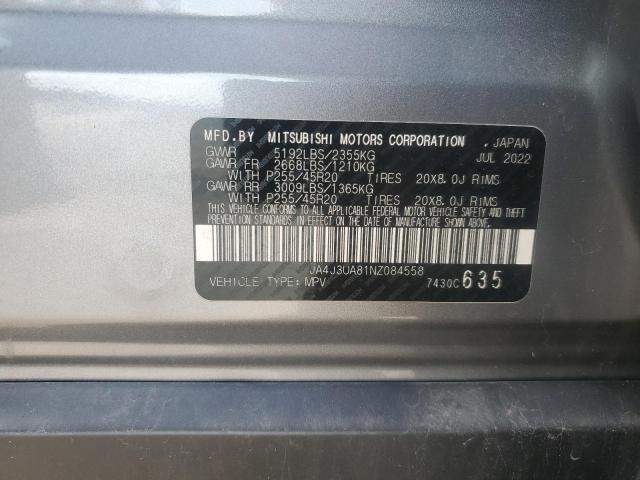 MFD.BY MITSUBISHI MOTORS CORPORATION , JAPAN
GVWR 5192LBS/2355KG JUL 2022
GAWR FR 2668LBS/1210KG
WITH P255/45R20 TIRES 20X8.0J RIMS
GAWR RR 3009LBS/1365KG
WITH P255/45R20 TIRES 20X8.0J RIMS
THIS VEHICLE CONFORMS TO ALL APPLICABLE FEDERAL MOTOR VEHICLE
SAFETY, BUMPER, AND THEFT PREVENTION STANDARDS
IN EFFECT ON THE DATE OF MANUFACTURE SHOWN ABOVE.
JA4J3UA81NZ084558
VEHICLE TYPE: MPV 7430C 635